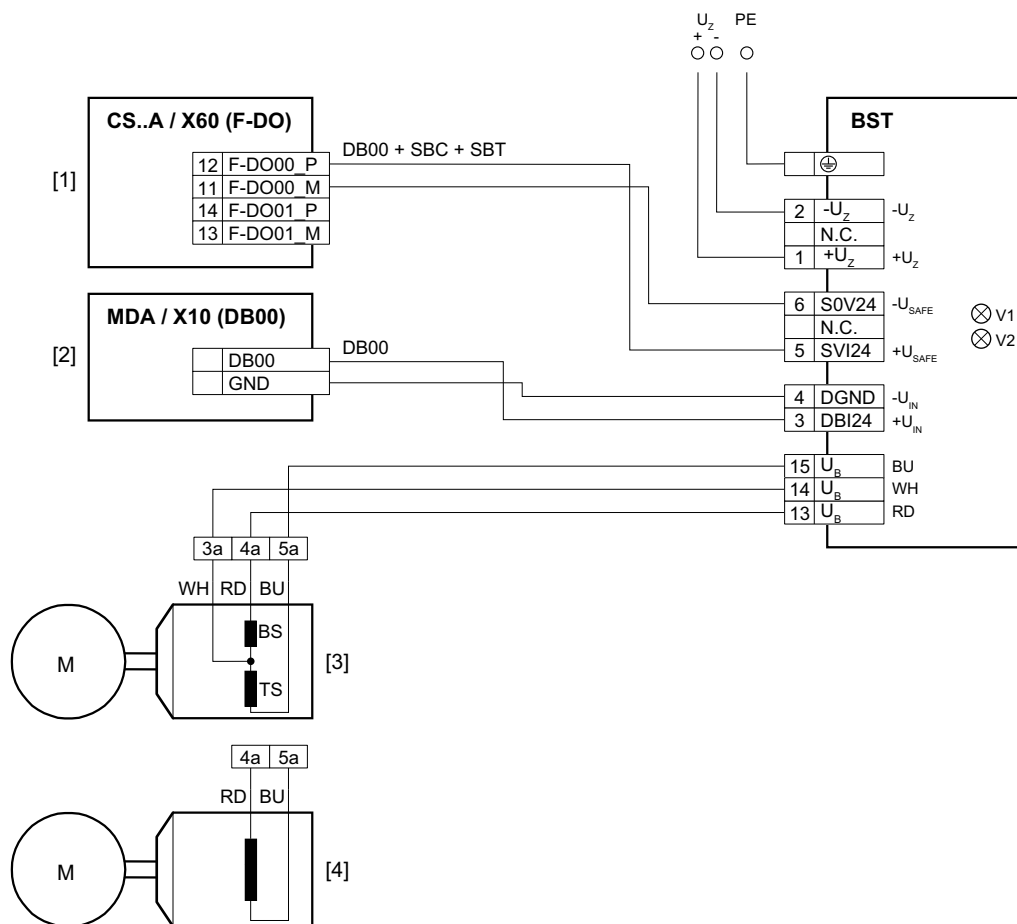 U_Z PE
+ -
CS..A / X60 (F-DO)
BST
[1]
DB00 + SBC + SBT
12 F-DO00_P
11 F-DO00_M
14 F-DO01_P
13 F-DO01_M
2 -U_Z -U_Z
N.C.
1 +U_Z +U_Z
6 S0V24 -U_SAFE
N.C.
5 SVI24 +U_SAFE
V1
V2
MDA / X10 (DB00)
[2]
DB00
DB00
GND
4 DGND -U_IN
3 DBI24 +U_IN
15 U_B BU
14 U_B WH
13 U_B RD
3a 4a 5a
WH RD BU
M
BS
TS
[3]
4a 5a
RD BU
M
[4]